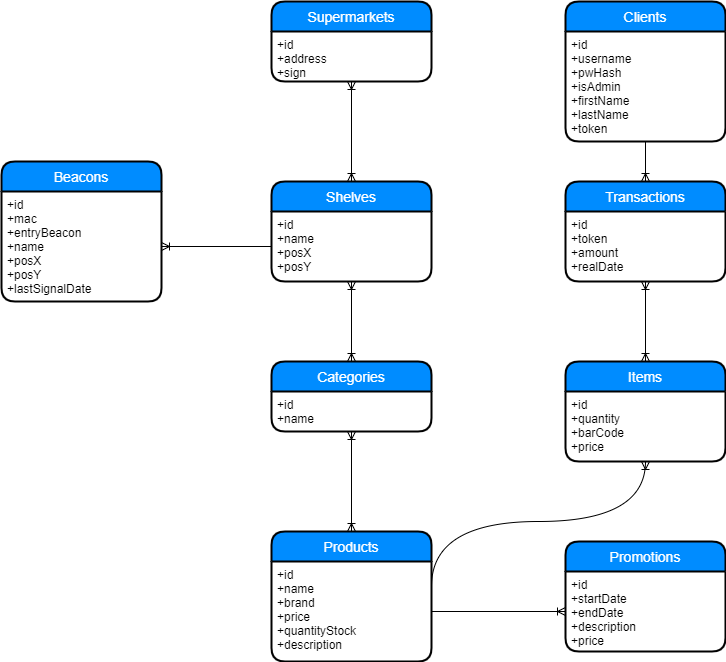 Supermarkets
+id
+address
+sign
Clients
+id
+username
+pwHash
+isAdmin
+firstName
+lastName
+token
Beacons
+id
+mac
+entryBeacon
+name
+posX
+posY
+lastSignalDate
Shelves
+id
+name
+posX
+posY
Transactions
+id
+token
+amount
+realDate
Categories
+id
+name
Items
+id
+quantity
+barCode
+price
Products
+id
+name
+brand
+price
+quantityStock
+description
Promotions
+id
+startDate
+endDate
+description
+price